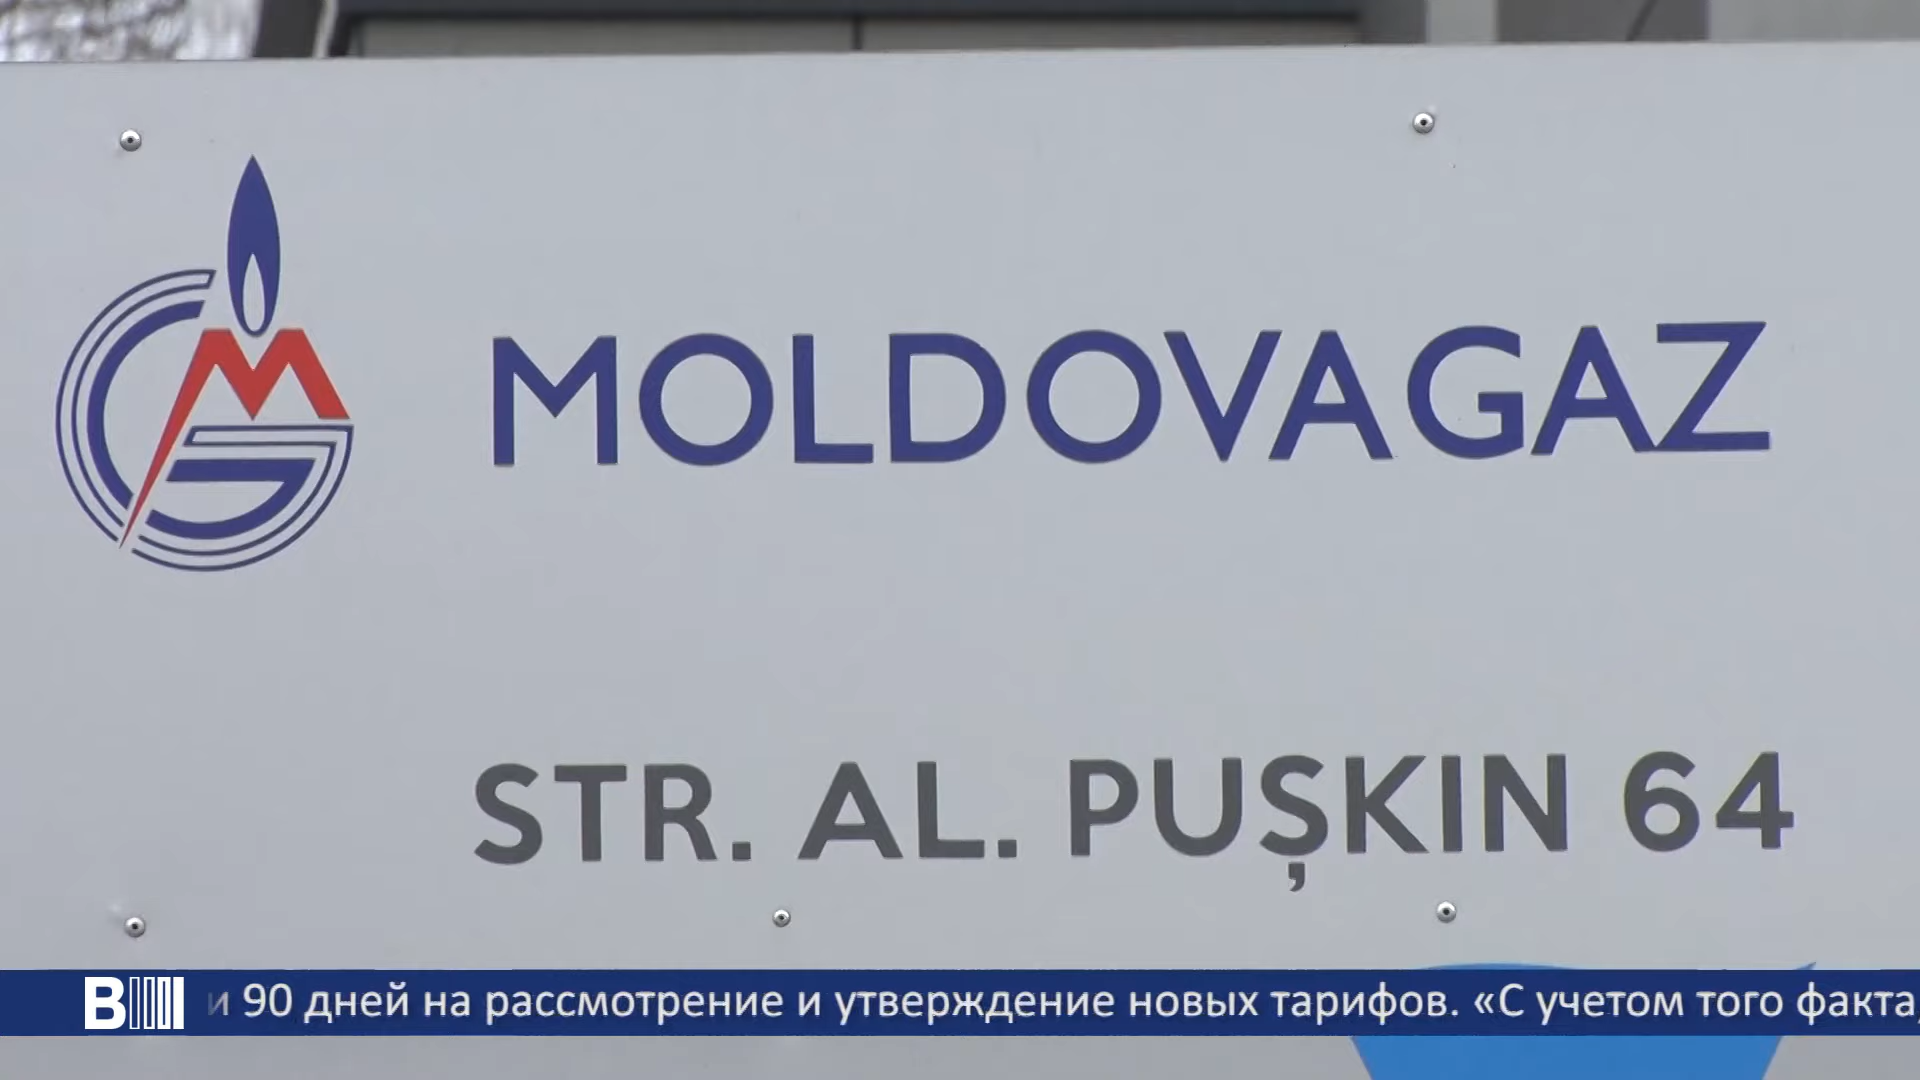 MOLDOVAGAZ
STR. AL. PUȘKIN 64
и 90 дней на рассмотрение и утверждение новых тарифов. «С учетом того факта,